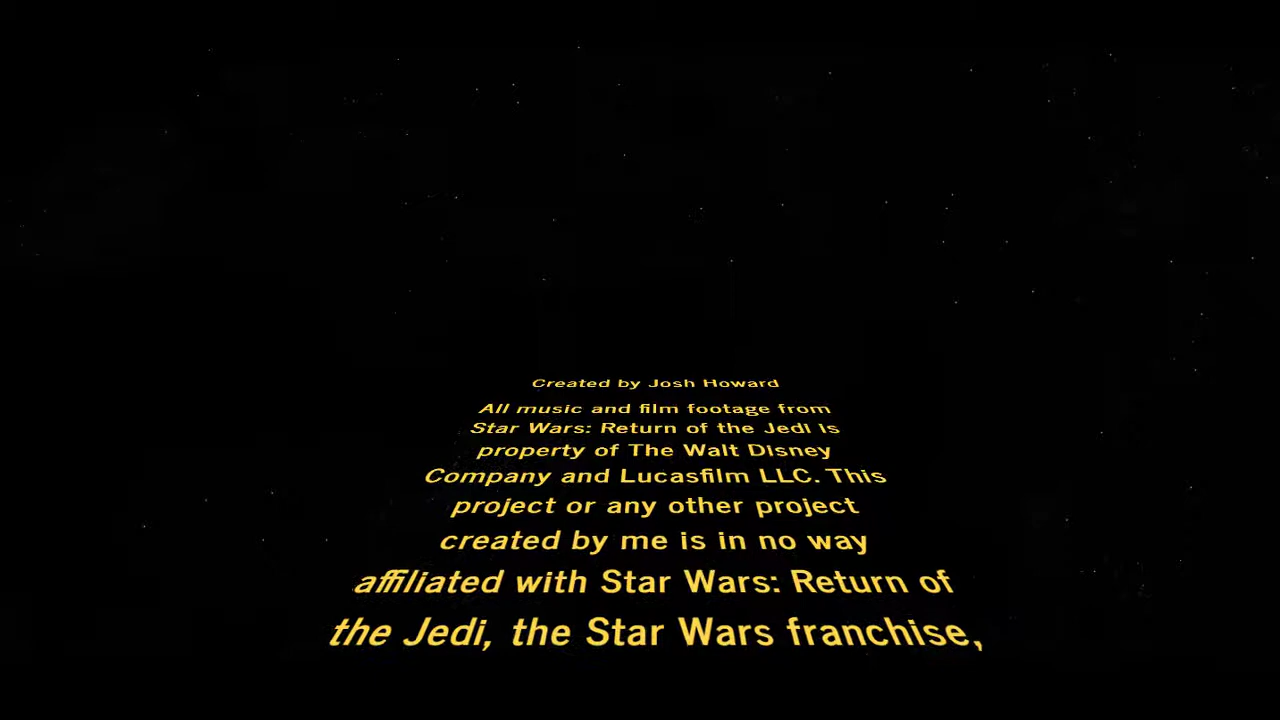 Created by Josh Howard
All music and film footage from
Star Wars: Return of the Jedi is
property of The Walt Disney
Company and Lucasfilm LLC. This
project or any other project
created by me is in no way
affiliated with Star Wars: Return of
the Jedi, the Star Wars franchise,